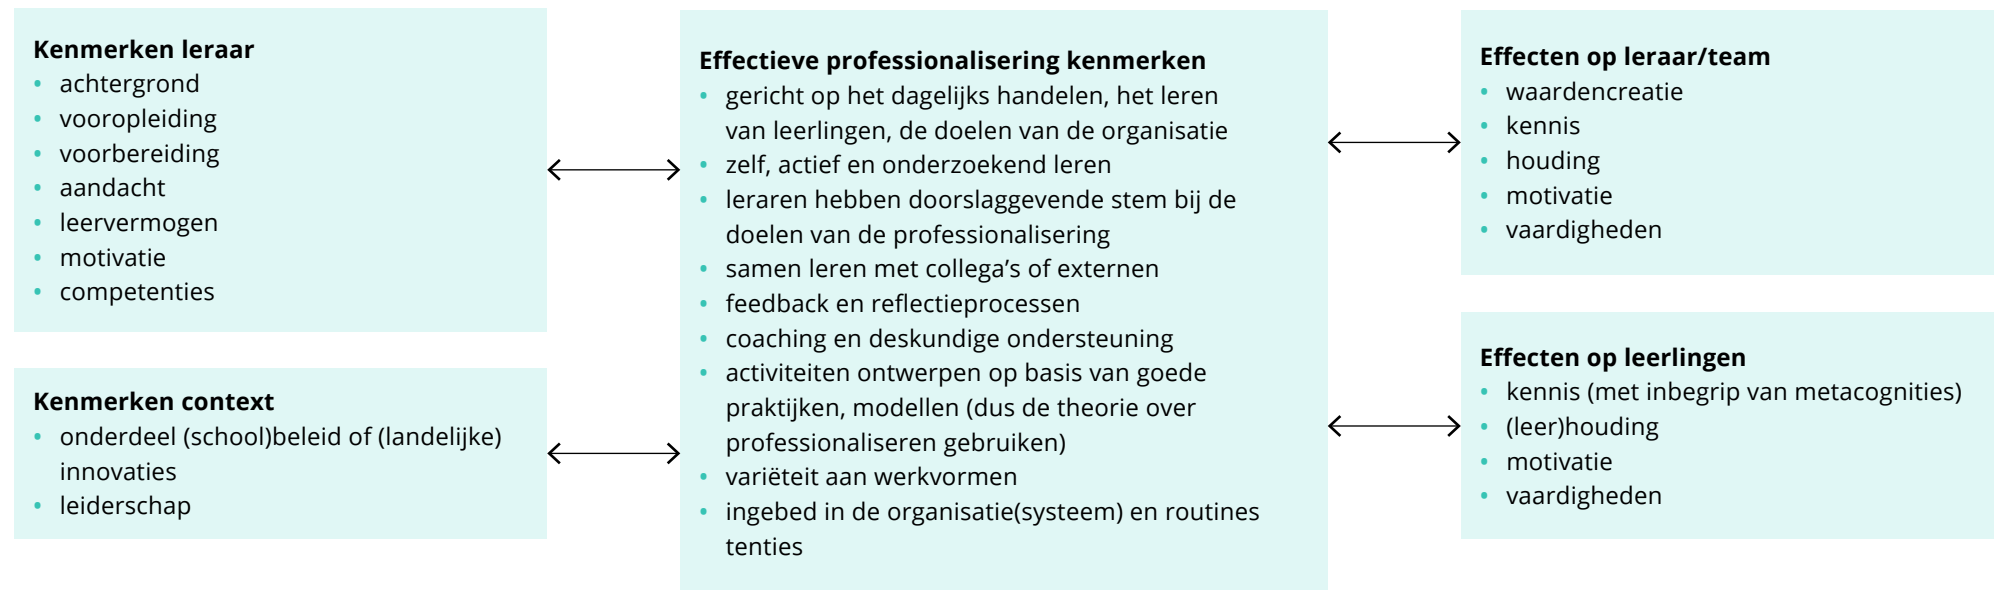 Kenmerken leraar
• achtergrond
• vooropleiding
• voorbereiding
• aandacht
• leervermogen
• motivatie
• competenties
Kenmerken context
• onderdeel (school)beleid of (landelijke)
innovaties
• leiderschap
Effectieve professionalisering kenmerken
• gericht op het dagelijks handelen, het leren
van leerlingen, de doelen van de organisatie
• zelf, actief en onderzoekend leren
• leraren hebben doorslaggevende stem bij de
doelen van de professionalisering
• samen leren met collega’s of externen
• feedback en reflectieprocessen
• coaching en deskundige ondersteuning
• activiteiten ontwerpen op basis van goede
praktijken, modellen (dus de theorie over
professionaliseren gebruiken)
• variëteit aan werkvormen
• ingebed in de organisatie(systeem) en routines
tenties
Effecten op leraar/team
• waardencreatie
• kennis
• houding
• motivatie
• vaardigheden
Effecten op leerlingen
• kennis (met inbegrip van metacognities)
• (leer)houding
• motivatie
• vaardigheden